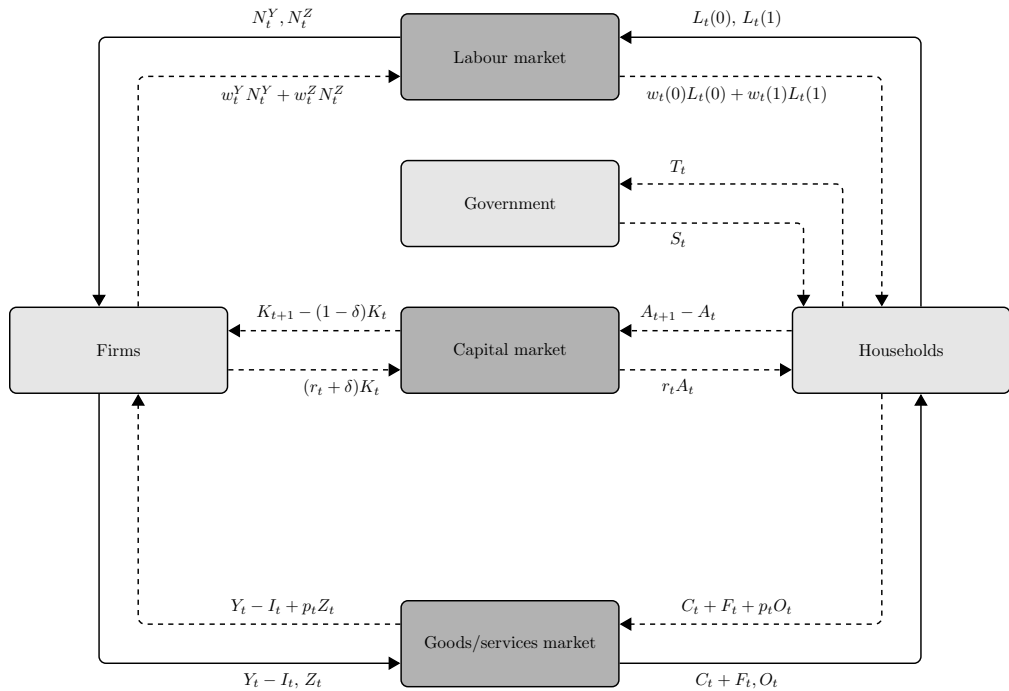 N_t^Y, N_t^Z
L_t(0), L_t(1)
Labour market
w_t^Y N_t^Y + w_t^Z N_t^Z
w_t(0)L_t(0) + w_t(1)L_t(1)
T_t
Government
S_t
K_{t+1} − (1 − δ)K_t
A_{t+1} − A_t
Firms
Capital market
Households
(r_t + δ)K_t
r_t A_t
Y_t − I_t + p_t Z_t
C_t + F_t + p_t O_t
Goods/services market
Y_t − I_t, Z_t
C_t + F_t, O_t